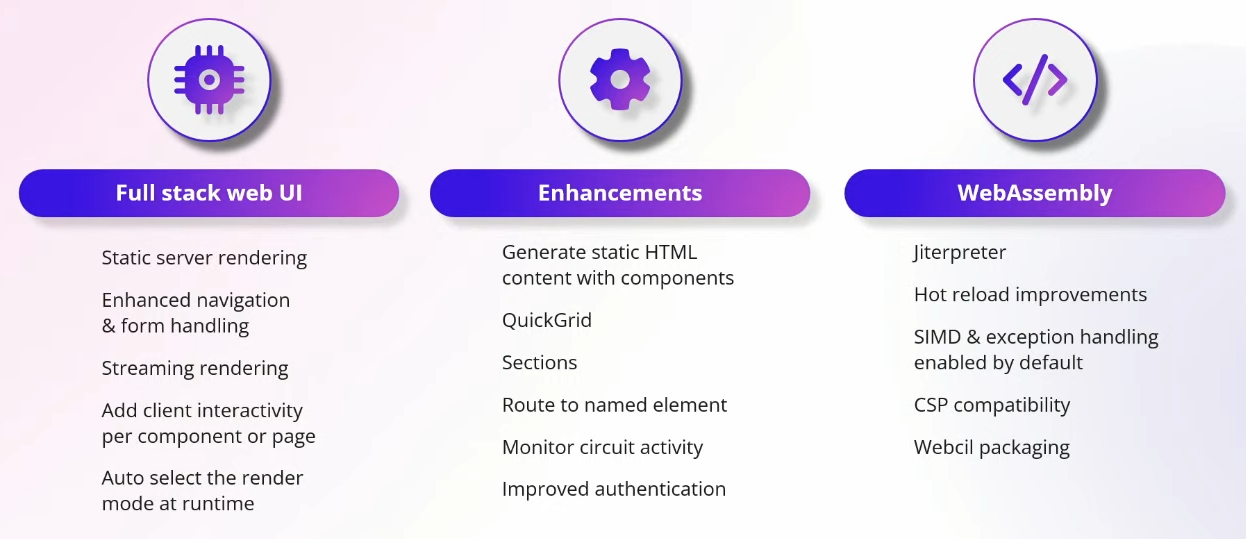 Full stack web UI
Static server rendering
Enhanced navigation
& form handling
Streaming rendering
Add client interactivity
per component or page
Auto select the render
mode at runtime
Enhancements
Generate static HTML
content with components
QuickGrid
Sections
Route to named element
Monitor circuit activity
Improved authentication
WebAssembly
Jiterpreter
Hot reload improvements
SIMD & exception handling
enabled by default
CSP compatibility
Webcil packaging